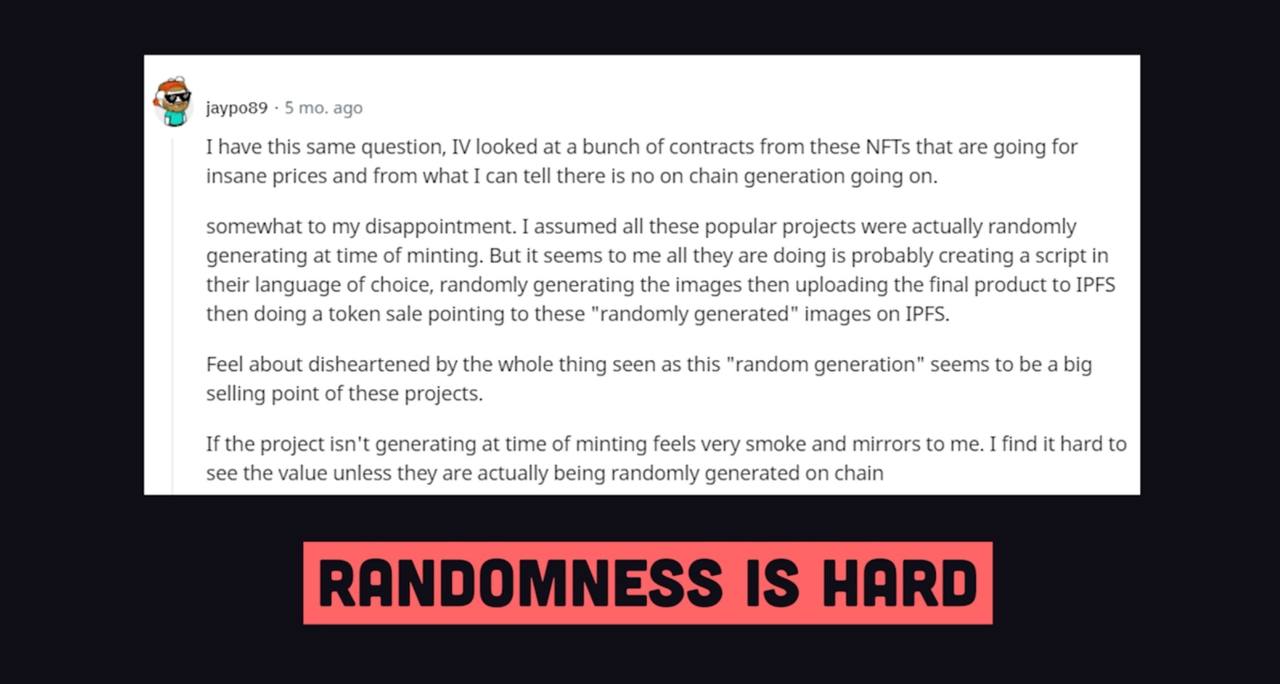 jaypo89 · 5 mo. ago
I have this same question, IV looked at a bunch of contracts from these NFTs that are going for
insane prices and from what I can tell there is no on chain generation going on.
somewhat to my disappointment. I assumed all these popular projects were actually randomly
generating at time of minting. But it seems to me all they are doing is probably creating a script in
their language of choice, randomly generating the images then uploading the final product to IPFS
then doing a token sale pointing to these "randomly generated" images on IPFS.
Feel about disheartened by the whole thing seen as this "random generation" seems to be a big
selling point of these projects.
If the project isn't generating at time of minting feels very smoke and mirrors to me. I find it hard to
see the value unless they are actually being randomly generated on chain
RANDOMNESS IS HARD